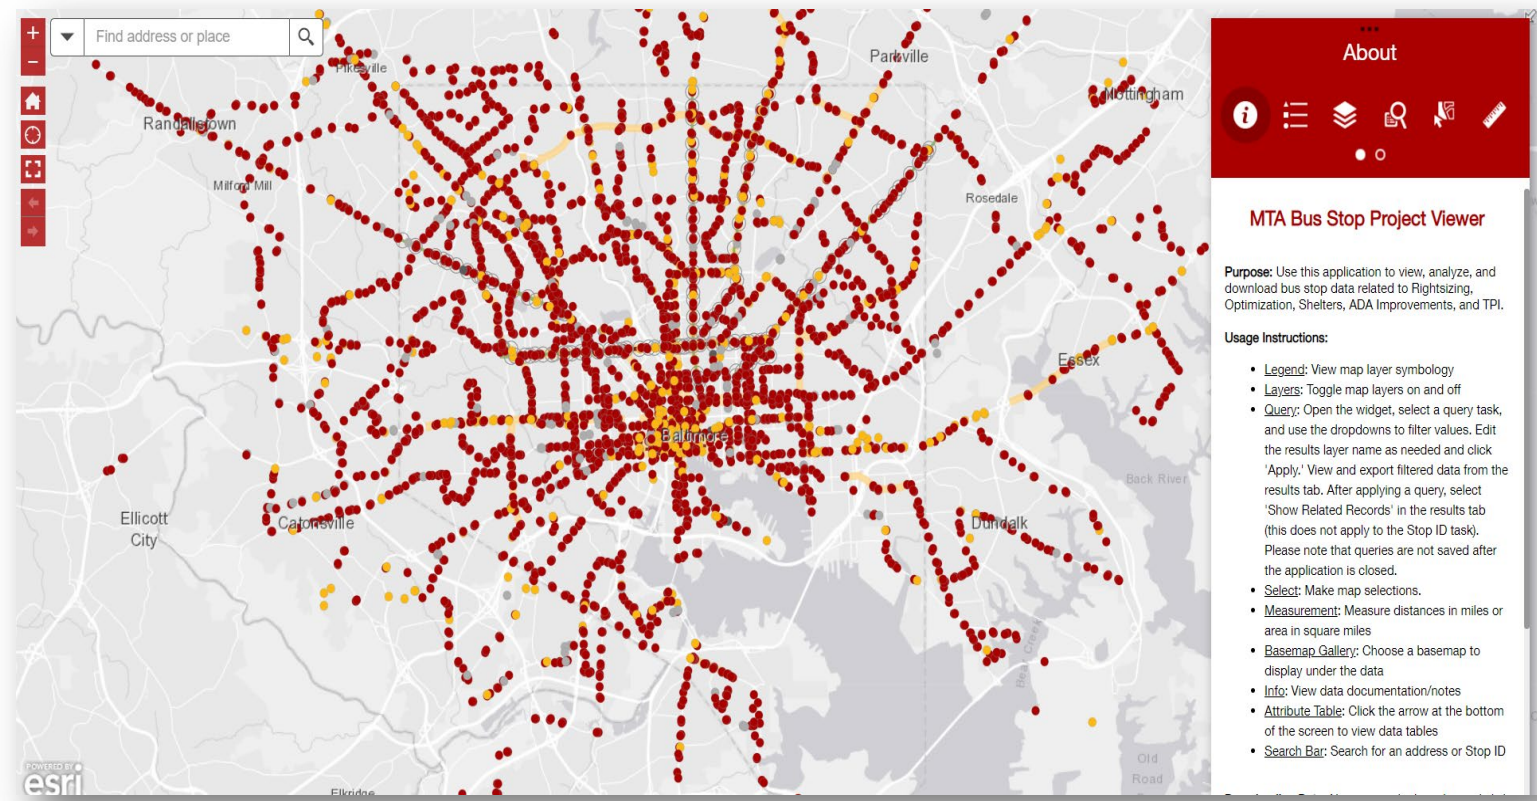 Find address or place
Pikesville
Parkville
Nottingham
Randallstown
Milford Mill
Rosedale
Essex
Baltimore
Back River
Ellicott
City
Catonsville
Dundalk
Bear Creek
Old
Road
Elkridge
POWERED BY
esri
About
MTA Bus Stop Project Viewer
Purpose: Use this application to view, analyze, and
download bus stop data related to Rightsizing,
Optimization, Shelters, ADA Improvements, and TPI.
Usage Instructions:
• Legend: View map layer symbology
• Layers: Toggle map layers on and off
• Query: Open the widget, select a query task,
and use the dropdowns to filter values. Edit
the results layer name as needed and click
'Apply.' View and export filtered data from the
results tab. After applying a query, select
'Show Related Records' in the results tab
(this does not apply to the Stop ID task).
Please note that queries are not saved after
the application is closed.
• Select: Make map selections.
• Measurement: Measure distances in miles or
area in square miles
• Basemap Gallery: Choose a basemap to
display under the data
• Info: View data documentation/notes
• Attribute Table: Click the arrow at the bottom
of the screen to view data tables
• Search Bar: Search for an address or Stop ID